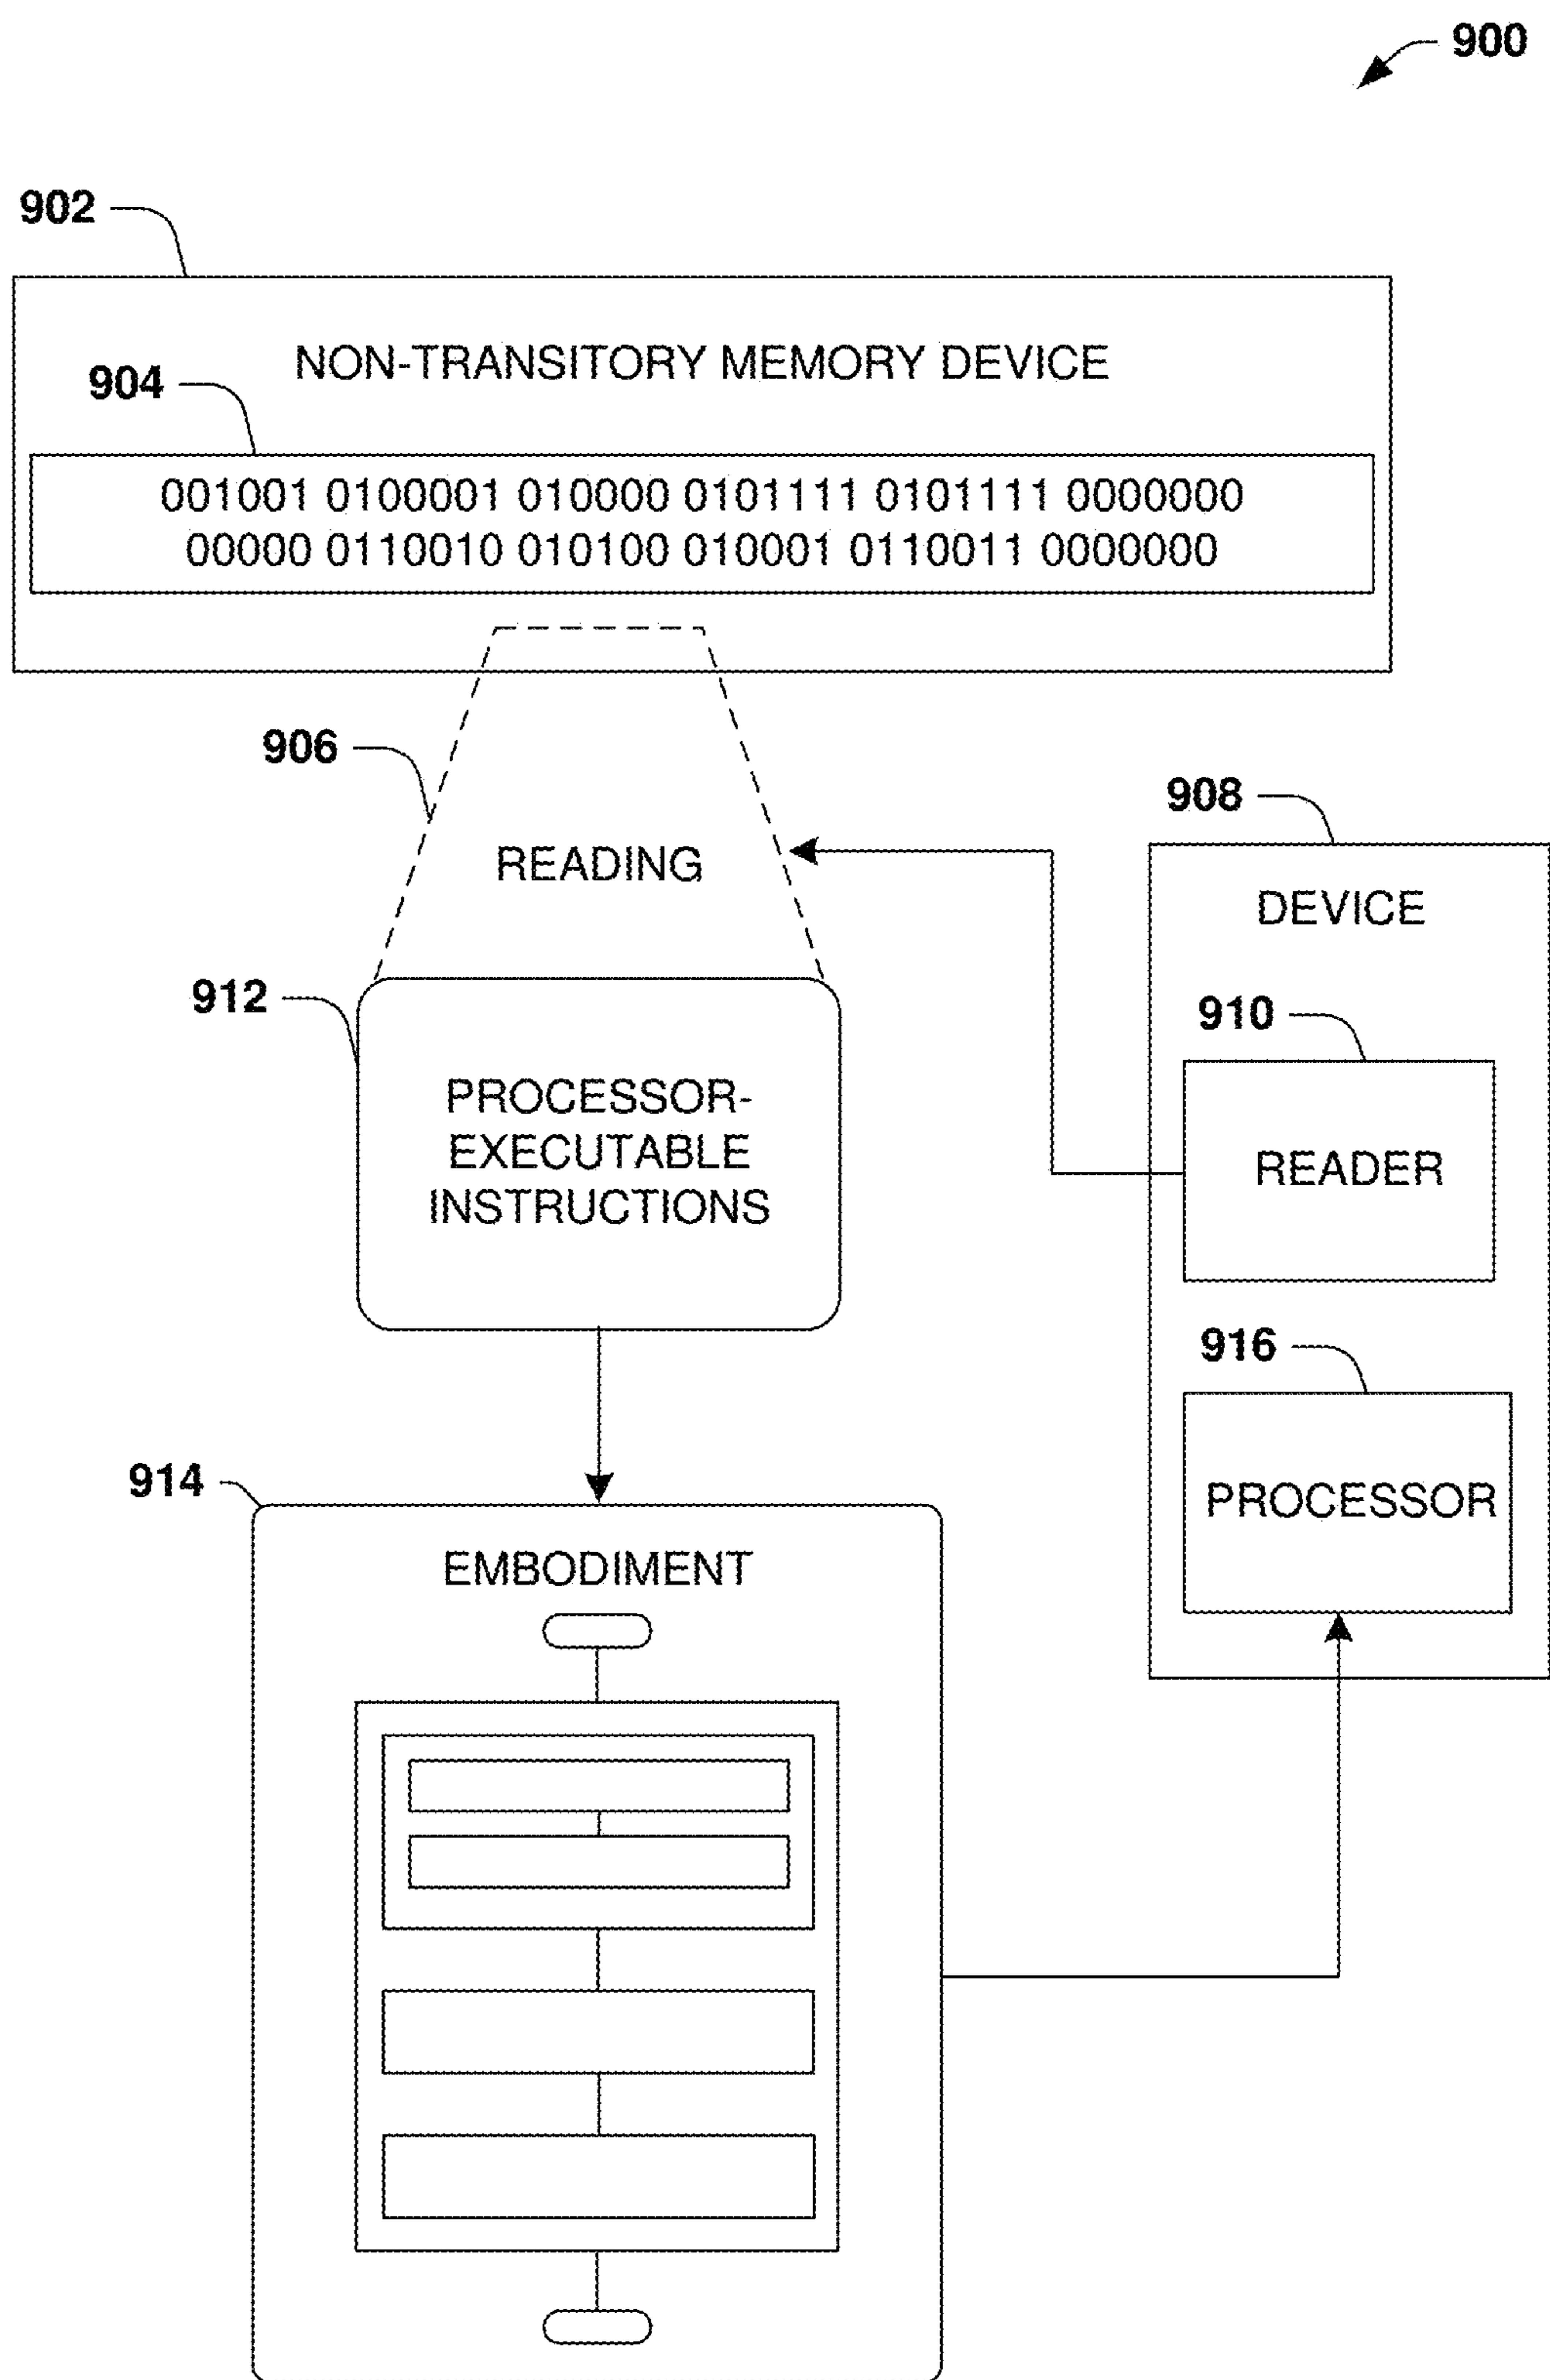 900
902
NON-TRANSITORY MEMORY DEVICE
904
001001 0100001 010000 0101111 0101111 0000000
00000 0110010 010100 010001 0110011 0000000
906
READING
908
DEVICE
910
READER
912
PROCESSOR-
EXECUTABLE
INSTRUCTIONS
916
PROCESSOR
914
EMBODIMENT